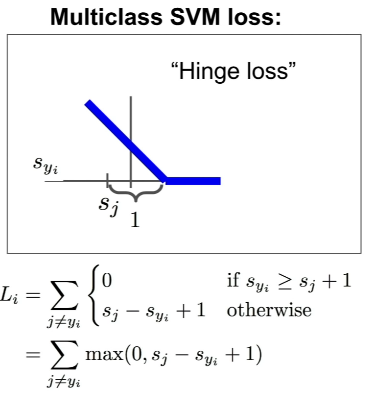 Multiclass SVM loss:
“Hinge loss”
s_{y_i}
s_j
1
L_i = \sum_{j \neq y_i} \begin{cases} 0 & \text{if } s_{y_i} \geq s_j + 1 \\ s_j - s_{y_i} + 1 & \text{otherwise} \end{cases}
= \sum_{j \neq y_i} \max(0, s_j - s_{y_i} + 1)